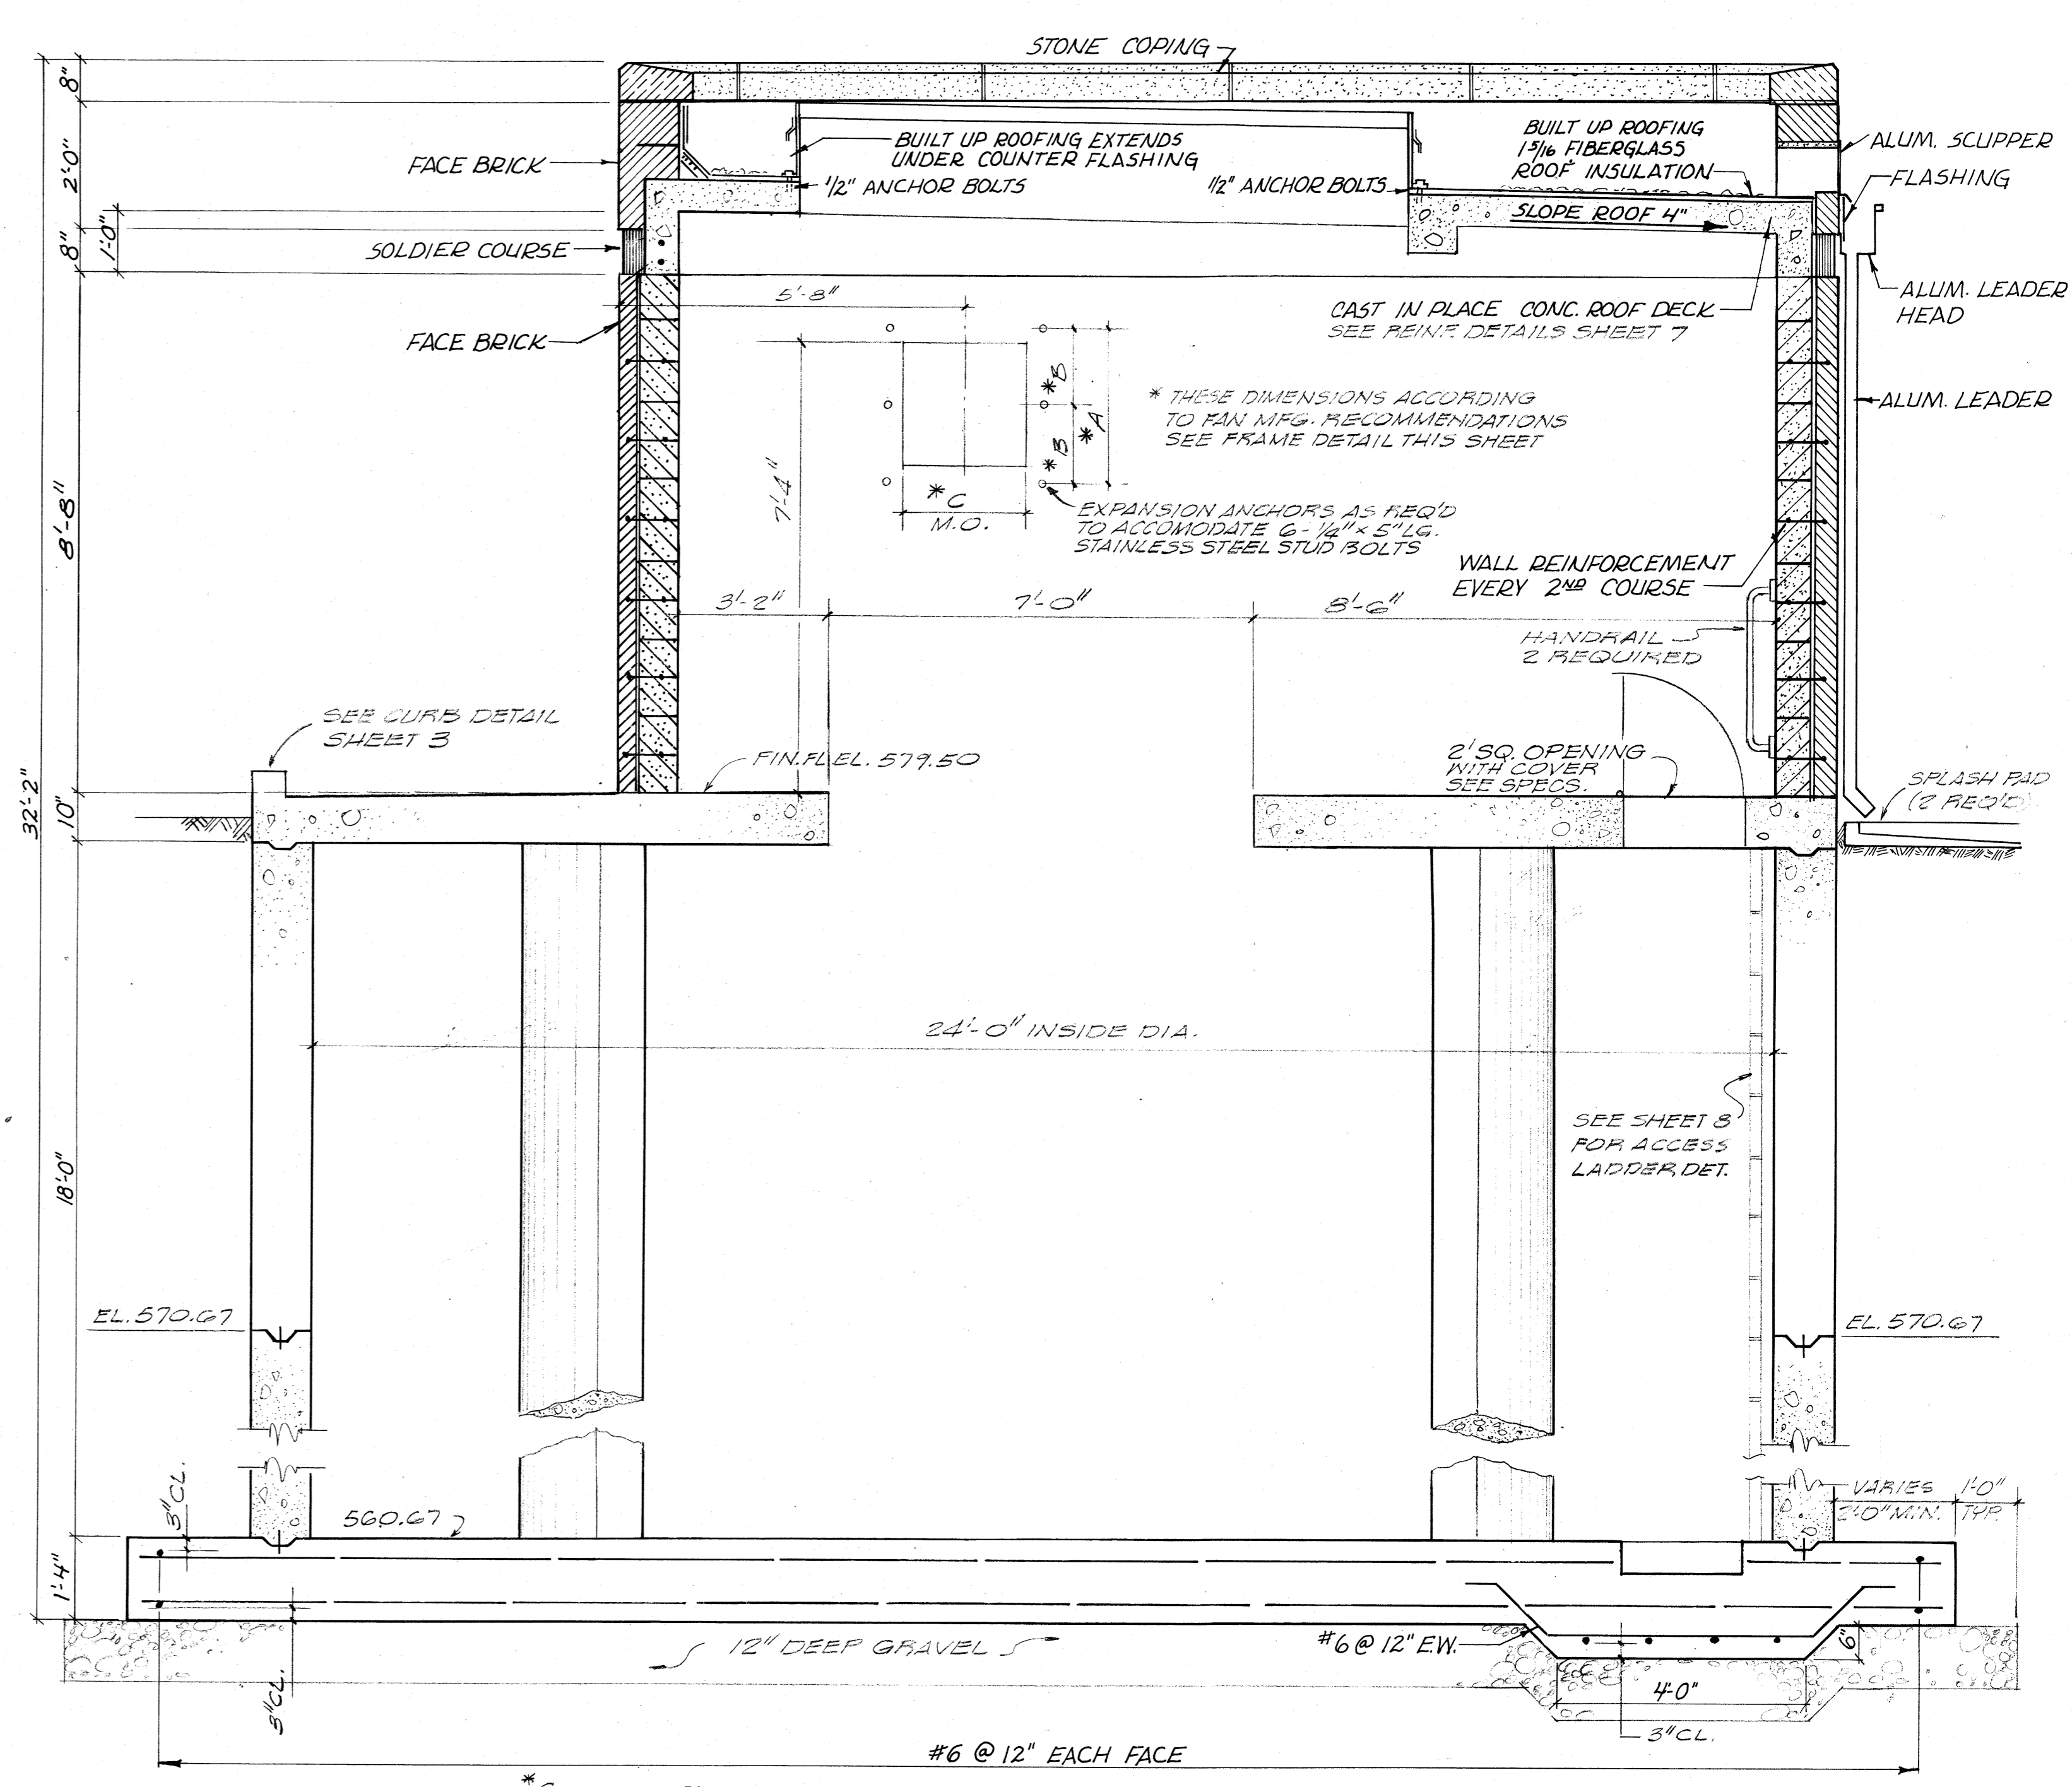 STONE COPING
8"
2'-0"
8"
1'-0"
8'-8"
32'-2"
10"
18'-0"
1'-4"
FACE BRICK
BUILT UP ROOFING EXTENDS
UNDER COUNTER FLASHING
1/2" ANCHOR BOLTS
1/2" ANCHOR BOLTS
BUILT UP ROOFING
1 5/16 FIBERGLASS
ROOF INSULATION
SLOPE ROOF 4"
ALUM. SCUPPER
FLASHING
SOLDIER COURSE
ALUM. LEADER
HEAD
5'-8"
CAST IN PLACE CONC. ROOF DECK
SEE REINF. DETAILS SHEET 7
FACE BRICK
ALUM. LEADER
*B
*A
*B
* THESE DIMENSIONS ACCORDING
TO FAN MFG. RECOMMENDATIONS
SEE FRAME DETAIL THIS SHEET
7'-4"
*C
M.O.
EXPANSION ANCHORS AS REQ'D
TO ACCOMODATE 6-1/2" x 5" LG.
STAINLESS STEEL STUD BOLTS
WALL REINFORCEMENT
EVERY 2ND COURSE
3'-2"
7'-0"
8'-6"
HANDRAIL
2 REQUIRED
SEE CURB DETAIL
SHEET 3
FIN.FL EL. 579.50
2' SQ. OPENING
WITH COVER
SEE SPECS.
SPLASH PAD
(2 REQ'D)
24'-0" INSIDE DIA.
SEE SHEET 8
FOR ACCESS
LADDER DET.
EL. 570.67
EL. 570.67
3" CL.
560.67
VARIES
2'-0" MIN.
1'-0"
TYP.
12" DEEP GRAVEL
#6 @ 12" E.W.
6"
4'-0"
3" CL.
3" CL.
#6 @ 12" EACH FACE
*